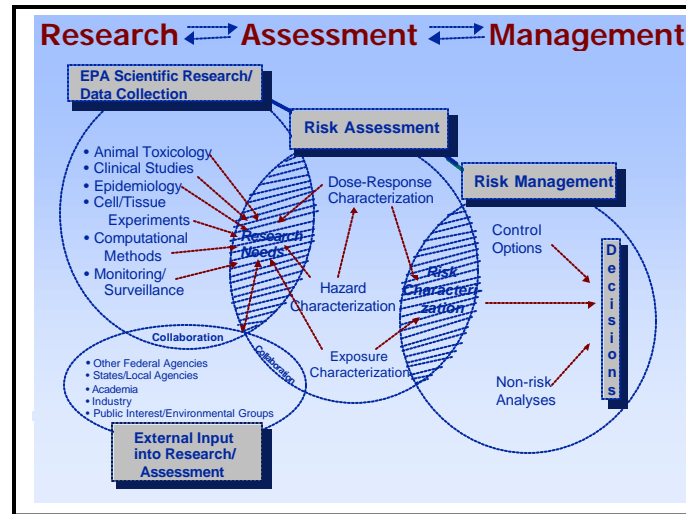 Research Assessment Management
EPA Scientific Research/
Data Collection
Risk Assessment
Risk Management
• Animal Toxicology
• Clinical Studies
• Epidemiology
• Cell/Tissue
Experiments
• Computational
Methods
• Monitoring/
Surveillance
Research
Needs
Dose-Response
Characterization
Hazard
Characterization
Exposure
Characterization
Risk
Characteri-
zation
Control
Options
Non-risk
Analyses
Decisions
Collaboration
Collaboration
• Other Federal Agencies
• States/Local Agencies
• Academia
• Industry
• Public Interest/Environmental Groups
External Input
into Research/
Assessment